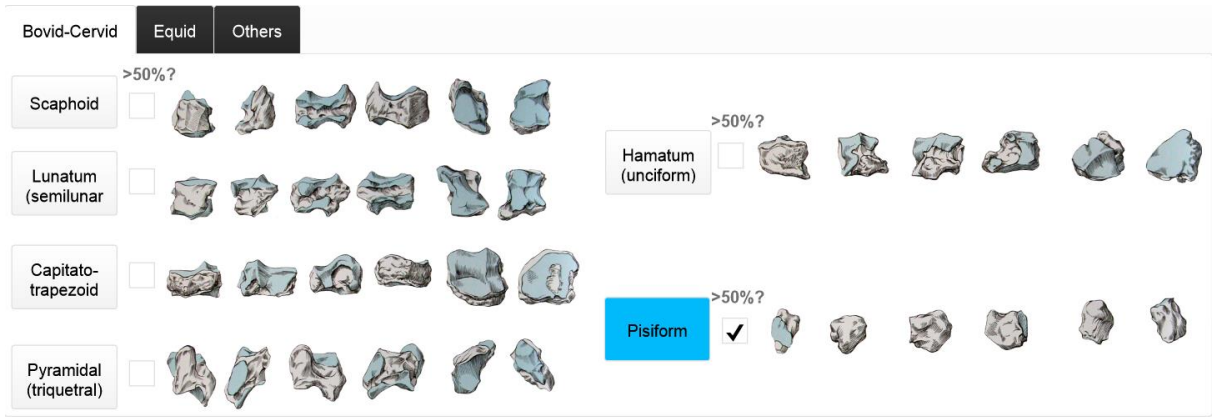 Bovid-Cervid
Equid
Others
>50%?
Scaphoid
Lunatum
(semilunar
Capitato-
trapezoid
Pyramidal
(triquetral)
>50%?
Hamatum
(unciform)
>50%?
Pisiform